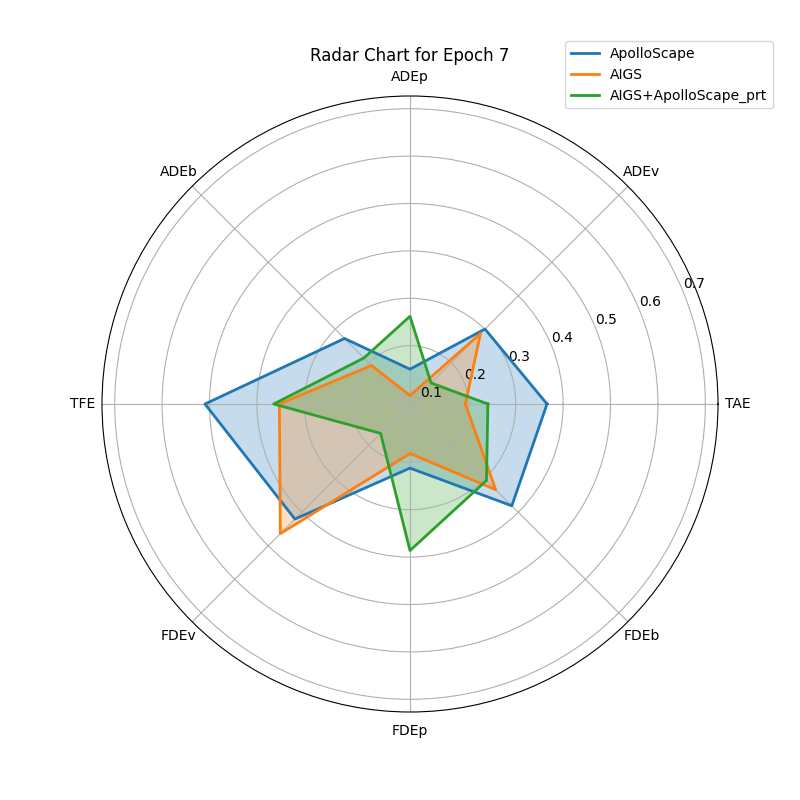 Radar Chart for Epoch 7
ApolloScape
AIGS
AIGS+ApolloScape_prt
ADEp
ADEb
ADEv
0.7
0.6
0.5
0.4
0.3
0.2
0.1
TFE
TAE
FDEv
FDEb
FDEp